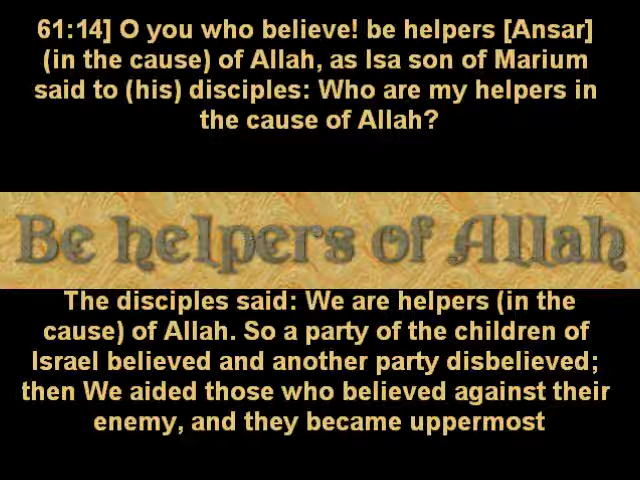 61:14] O you who believe! be helpers [Ansar]
(in the cause) of Allah, as Isa son of Marium
said to (his) disciples: Who are my helpers in
the cause of Allah?
Be helpers of Allah
The disciples said: We are helpers (in the
cause) of Allah. So a party of the children of
Israel believed and another party disbelieved;
then We aided those who believed against their
enemy, and they became uppermost